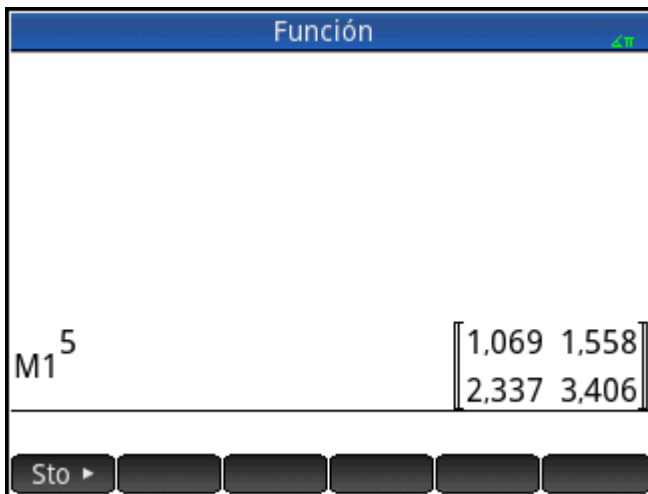 Función
∡π
M1^5 [1,069 1,558
2,337 3,406]
Sto ►